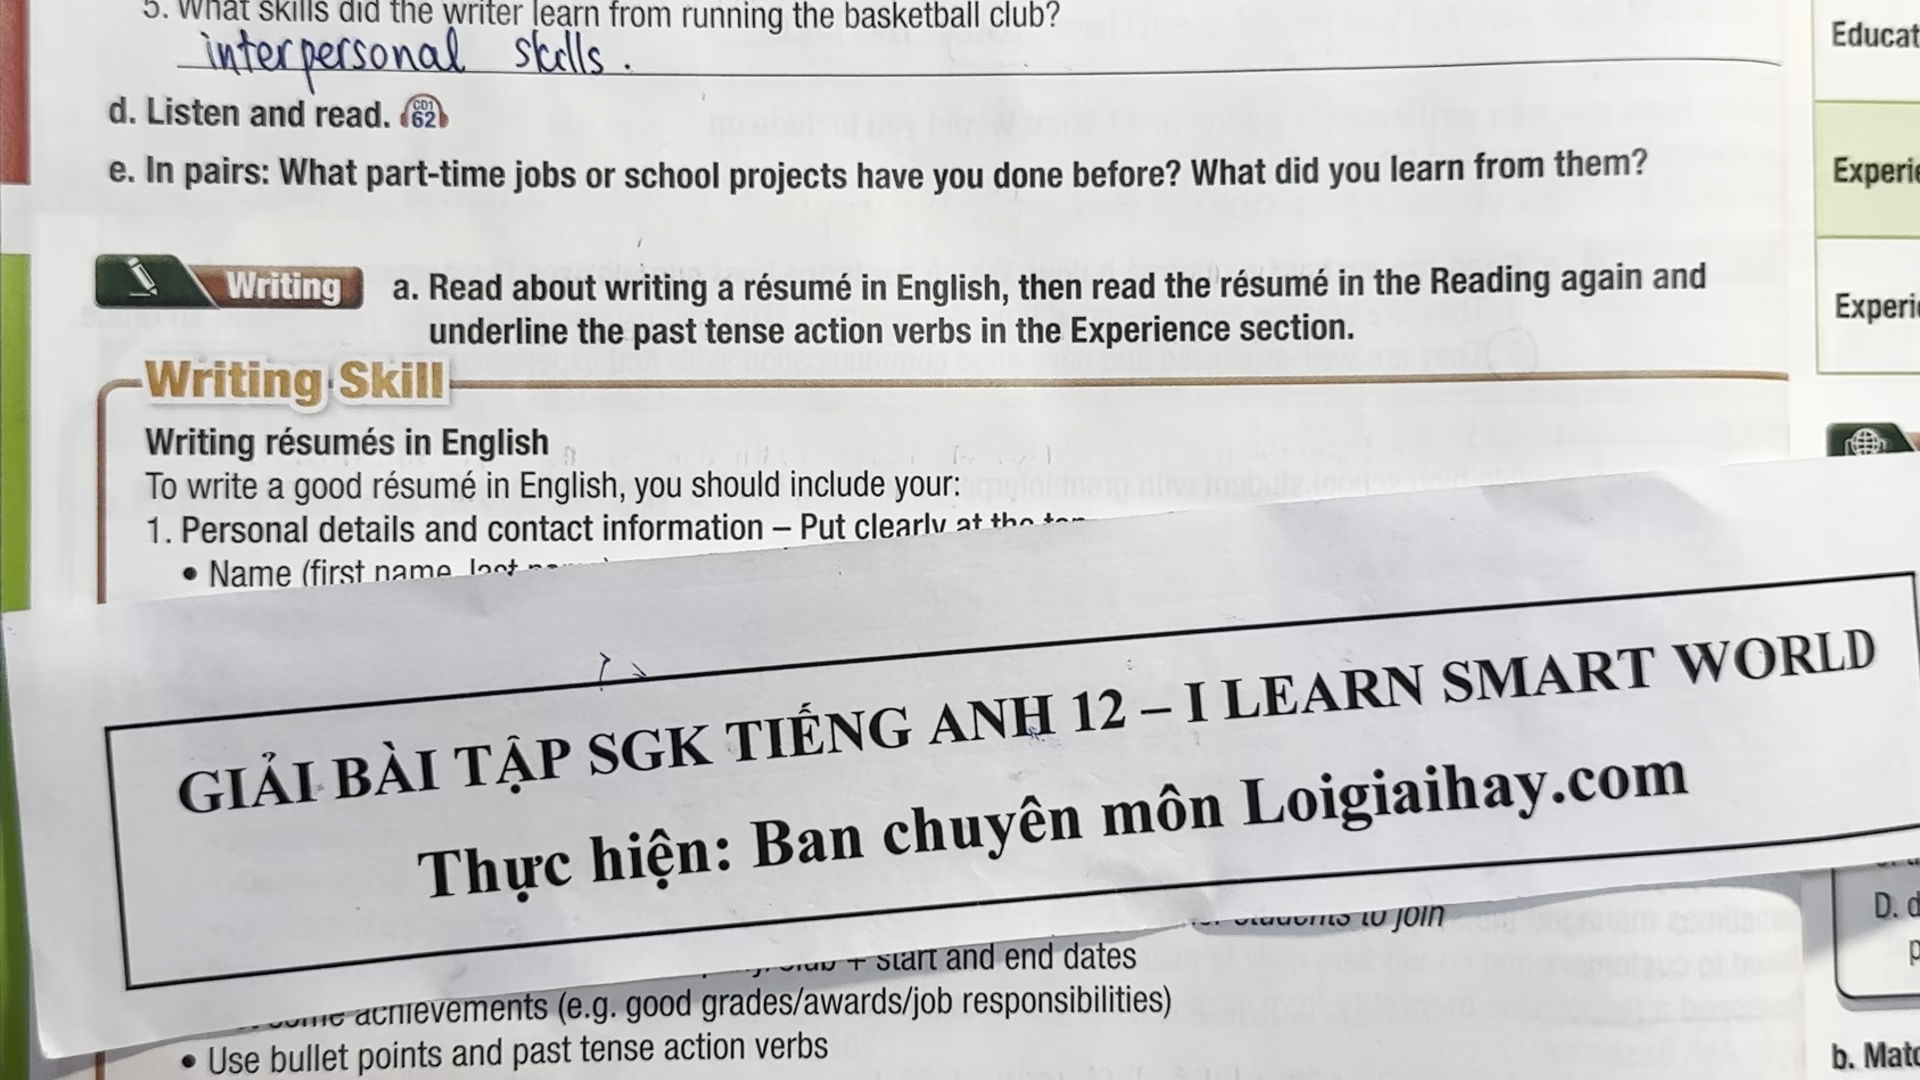 5. What skills did the writer learn from running the basketball club?
interpersonal skills.
d. Listen and read. CD1 62
e. In pairs: What part-time jobs or school projects have you done before? What did you learn from them?
Writing
a. Read about writing a résumé in English, then read the résumé in the Reading again and
underline the past tense action verbs in the Experience section.
Writing Skill
Writing résumés in English
To write a good résumé in English, you should include your:
1. Personal details and contact information – Put clearly at the
• Name (first name, last
GIẢI BÀI TẬP SGK TIẾNG ANH 12 – I LEARN SMART WORLD
Thực hiện: Ban chuyên môn Loigiaihay.com
students to join
+ start and end dates
achievements (e.g. good grades/awards/job responsibilities)
• Use bullet points and past tense action verbs
Educat
Experie
Experie
D.
b. Matc